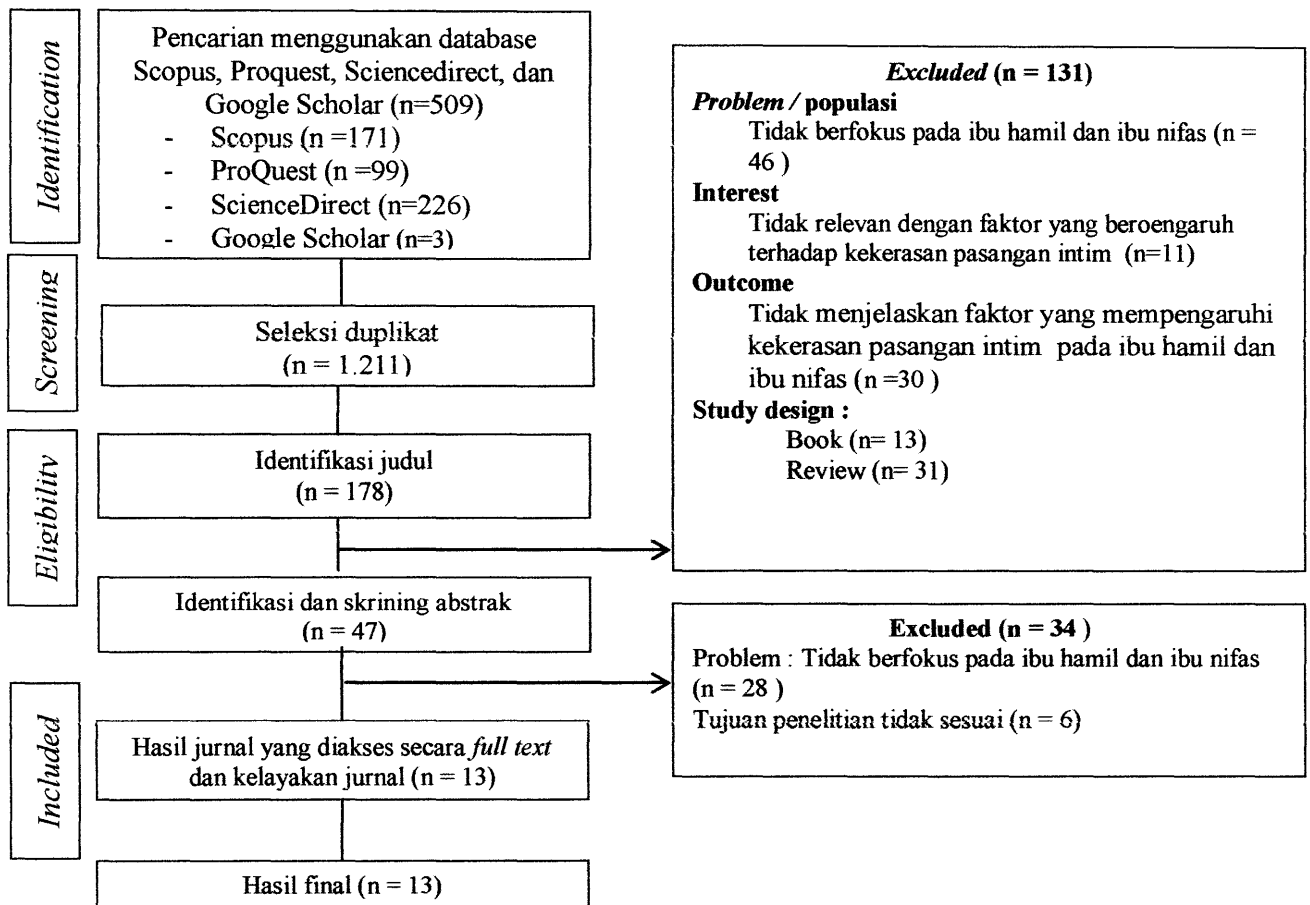 Identification
Pencarian menggunakan database
Scopus, Proquest, Sciencedirect, dan
Google Scholar (n=509)
- Scopus (n =171)
- ProQuest (n =99)
- ScienceDirect (n=226)
- Google Scholar (n=3)
Screening
Seleksi duplikat
(n = 1.211)
Eligibility
Identifikasi judul
(n = 178)
Identifikasi dan skrining abstrak
(n = 47)
Included
Hasil jurnal yang diakses secara full text
dan kelayakan jurnal (n = 13)
Hasil final (n = 13)
Excluded (n = 131)
Problem / populasi
Tidak berfokus pada ibu hamil dan ibu nifas (n =
46 )
Interest
Tidak relevan dengan faktor yang beroengaruh
terhadap kekerasan pasangan intim (n=11)
Outcome
Tidak menjelaskan faktor yang mempengaruhi
kekerasan pasangan intim pada ibu hamil dan
ibu nifas (n =30 )
Study design :
Book (n= 13)
Review (n= 31)
Excluded (n = 34 )
Problem : Tidak berfokus pada ibu hamil dan ibu nifas
(n = 28 )
Tujuan penelitian tidak sesuai (n = 6)